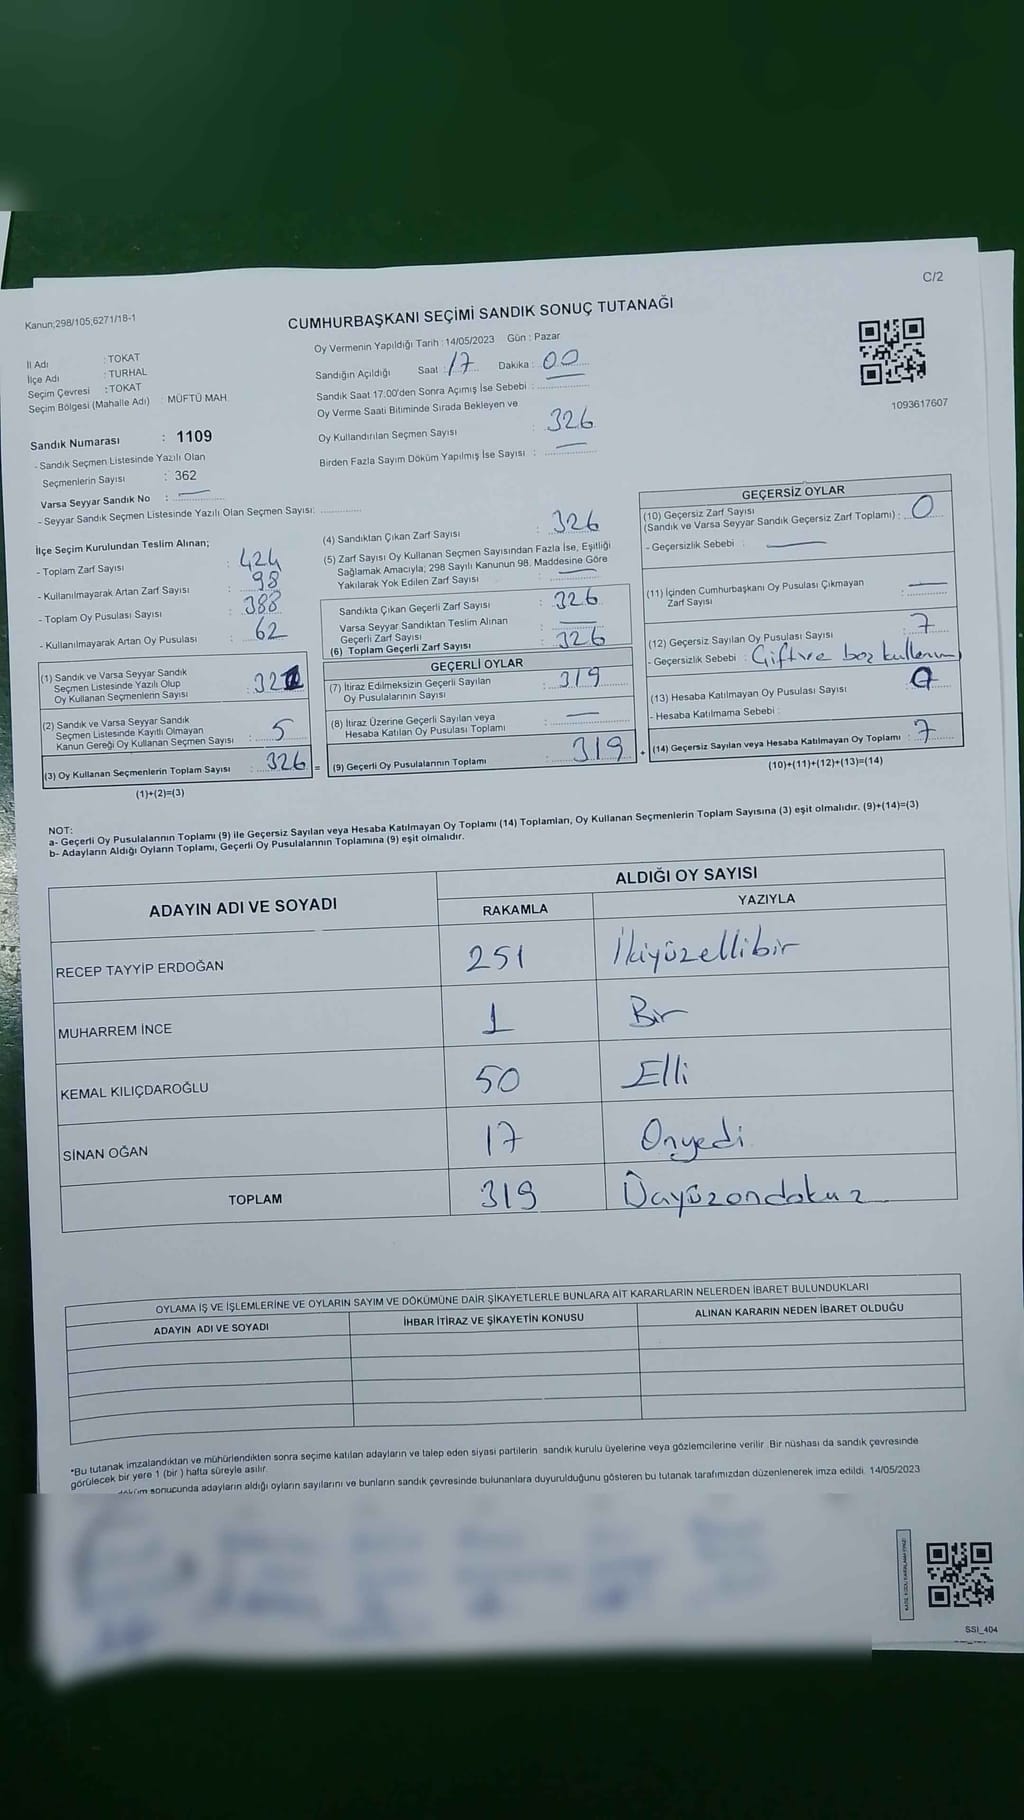 C/2
Kanun;298/105;6271/18-1
CUMHURBAŞKANI SEÇİMİ SANDIK SONUÇ TUTANAĞI
İl Adı : TOKAT
İlçe Adı : TURHAL
Seçim Çevresi : TOKAT
Seçim Bölgesi (Mahalle Adı) : MÜFTÜ MAH.
Sandık Numarası : 1109
- Sandık Seçmen Listesinde Yazılı Olan
Seçmenlerin Sayısı : 362
Varsa Seyyar Sandık No :
- Seyyar Sandık Seçmen Listesinde Yazılı Olan Seçmen Sayısı:
Oy Vermenin Yapıldığı Tarih : 14/05/2023 Gün : Pazar
Sandığın Açıldığı Saat : 17 Dakika : 00
Sandık Saat 17:00'den Sonra Açımış İse Sebebi :
Oy Verme Saati Bitiminde Sırada Bekleyen ve
Oy Kullandırılan Seçmen Sayısı : 326
Birden Fazla Sayım Döküm Yapılmış İse Sayısı :
1093617607
İlçe Seçim Kurulundan Teslim Alınan;
- Toplam Zarf Sayısı : 424
- Kullanılmayarak Artan Zarf Sayısı : 98
- Toplam Oy Pusulası Sayısı : 388
- Kullanılmayarak Artan Oy Pusulası : 62
(1) Sandık ve Varsa Seyyar Sandık
Seçmen Listesinde Yazılı Olup
Oy Kullanan Seçmenlerin Sayısı : 321
(2) Sandık ve Varsa Seyyar Sandık
Seçmen Listesinde Kayıtlı Olmayan
Kanun Gereği Oy Kullanan Seçmen Sayısı : 5
(3) Oy Kullanan Seçmenlerin Toplam Sayısı : 326 =
(1)+(2)=(3)
(4) Sandıktan Çıkan Zarf Sayısı : 326
(5) Zarf Sayısı Oy Kullanan Seçmen Sayısından Fazla İse, Eşitliği
Sağlamak Amacıyla; 298 Sayılı Kanunun 98. Maddesine Göre
Yakılarak Yok Edilen Zarf Sayısı :
Sandıkta Çıkan Geçerli Zarf Sayısı : 326
Varsa Seyyar Sandıktan Teslim Alınan
Geçerli Zarf Sayısı :
(6) Toplam Geçerli Zarf Sayısı : 326
GEÇERLİ OYLAR
(7) İtiraz Edilmeksizin Geçerli Sayılan
Oy Pusulalarının Sayısı : 319
(8) İtiraz Üzerine Geçerli Sayılan veya
Hesaba Katılan Oy Pusulası Toplamı :
(9) Geçerli Oy Pusulalarının Toplamı : 319 +
GEÇERSİZ OYLAR
(10) Geçersiz Zarf Sayısı
(Sandık ve Varsa Seyyar Sandık Geçersiz Zarf Toplamı) : 0
- Geçersizlik Sebebi :
(11) İçinden Cumhurbaşkanı Oy Pusulası Çıkmayan
Zarf Sayısı :
(12) Geçersiz Sayılan Oy Pusulası Sayısı : 7
- Geçersizlik Sebebi : Çift ve boş kullanım
(13) Hesaba Katılmayan Oy Pusulası Sayısı :
- Hesaba Katılmama Sebebi :
(14) Geçersiz Sayılan veya Hesaba Katılmayan Oy Toplamı : 7
(10)+(11)+(12)+(13)=(14)
NOT:
a- Geçerli Oy Pusulalarının Toplamı (9) ile Geçersiz Sayılan veya Hesaba Katılmayan Oy Toplamı (14) Toplamları, Oy Kullanan Seçmenlerin Toplam Sayısına (3) eşit olmalıdır. (9)+(14)=(3)
b- Adayların Aldığı Oyların Toplamı, Geçerli Oy Pusulalarının Toplamına (9) eşit olmalıdır.
ADAYIN ADI VE SOYADI
ALDIĞI OY SAYISI
RAKAMLA YAZIYLA
RECEP TAYYİP ERDOĞAN 251 İkiyüzellibir
MUHARREM İNCE 1 Bir
KEMAL KILIÇDAROĞLU 50 Elli
SİNAN OĞAN 17 Onyedi
TOPLAM 319 Üçyüzondokuz
OYLAMA İŞ VE İŞLEMLERİNE VE OYLARIN SAYIM VE DÖKÜMÜNE DAİR ŞİKAYETLERLE BUNLARA AİT KARARLARIN NELERDEN İBARET BULUNDUKLARI
ADAYIN ADI VE SOYADI İHBAR İTİRAZ VE ŞİKAYETİN KONUSU ALINAN KARARIN NEDEN İBARET OLDUĞU
*Bu tutanak imzalandıktan ve mühürlendikten sonra seçime katılan adayların ve talep eden siyasi partilerin sandık kurulu üyelerine veya gözlemcilerine verilir. Bir nüshası da sandık çevresinde
görülecek bir yere 1 (bir) hafta süreyle asılır.
sonucunda adayların aldığı oyların sayılarını ve bunların sandık çevresinde bulunanlara duyurulduğunu gösteren bu tutanak tarafımızdan düzenlenerek imza edildi. 14/05/2023
SSI_404